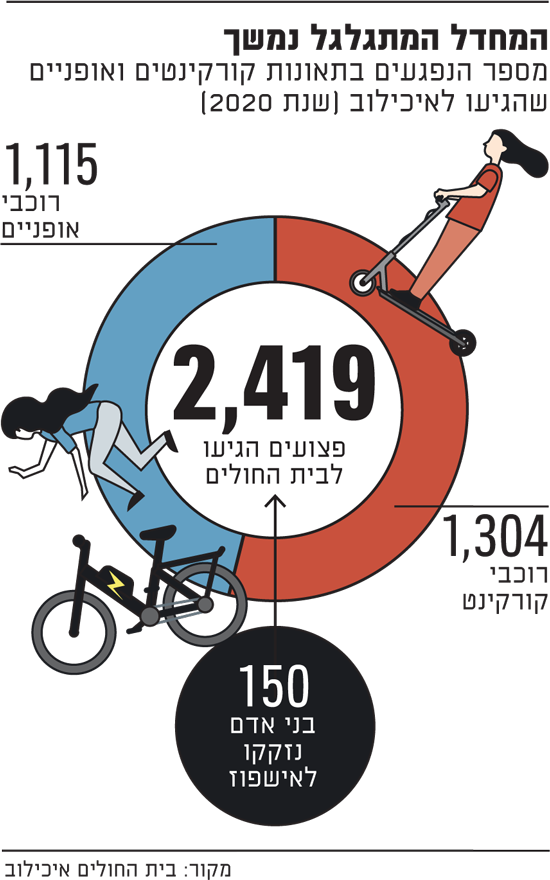 המחדל המתגלגל נמשך
מספר הנפגעים בתאונות קורקינטים ואופניים
שהגיעו לאיכילוב (שנת 2020)
1,115
רוכבי
אופניים
2,419
פצועים הגיעו
לבית החולים
1,304
רוכבי
קורקינט
150
בני אדם
נזקקו
לאישפוז
מקור: בית החולים איכילוב